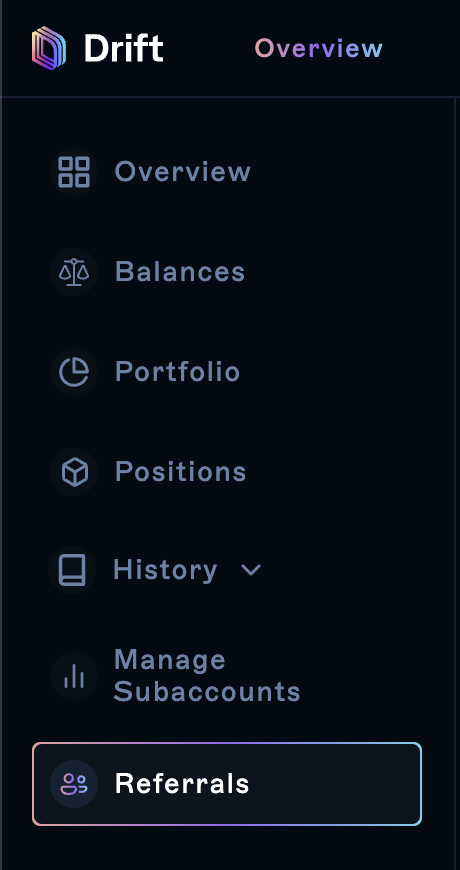 Drift
Overview
Overview
Balances
Portfolio
Positions
History
Manage
Subaccounts
Referrals